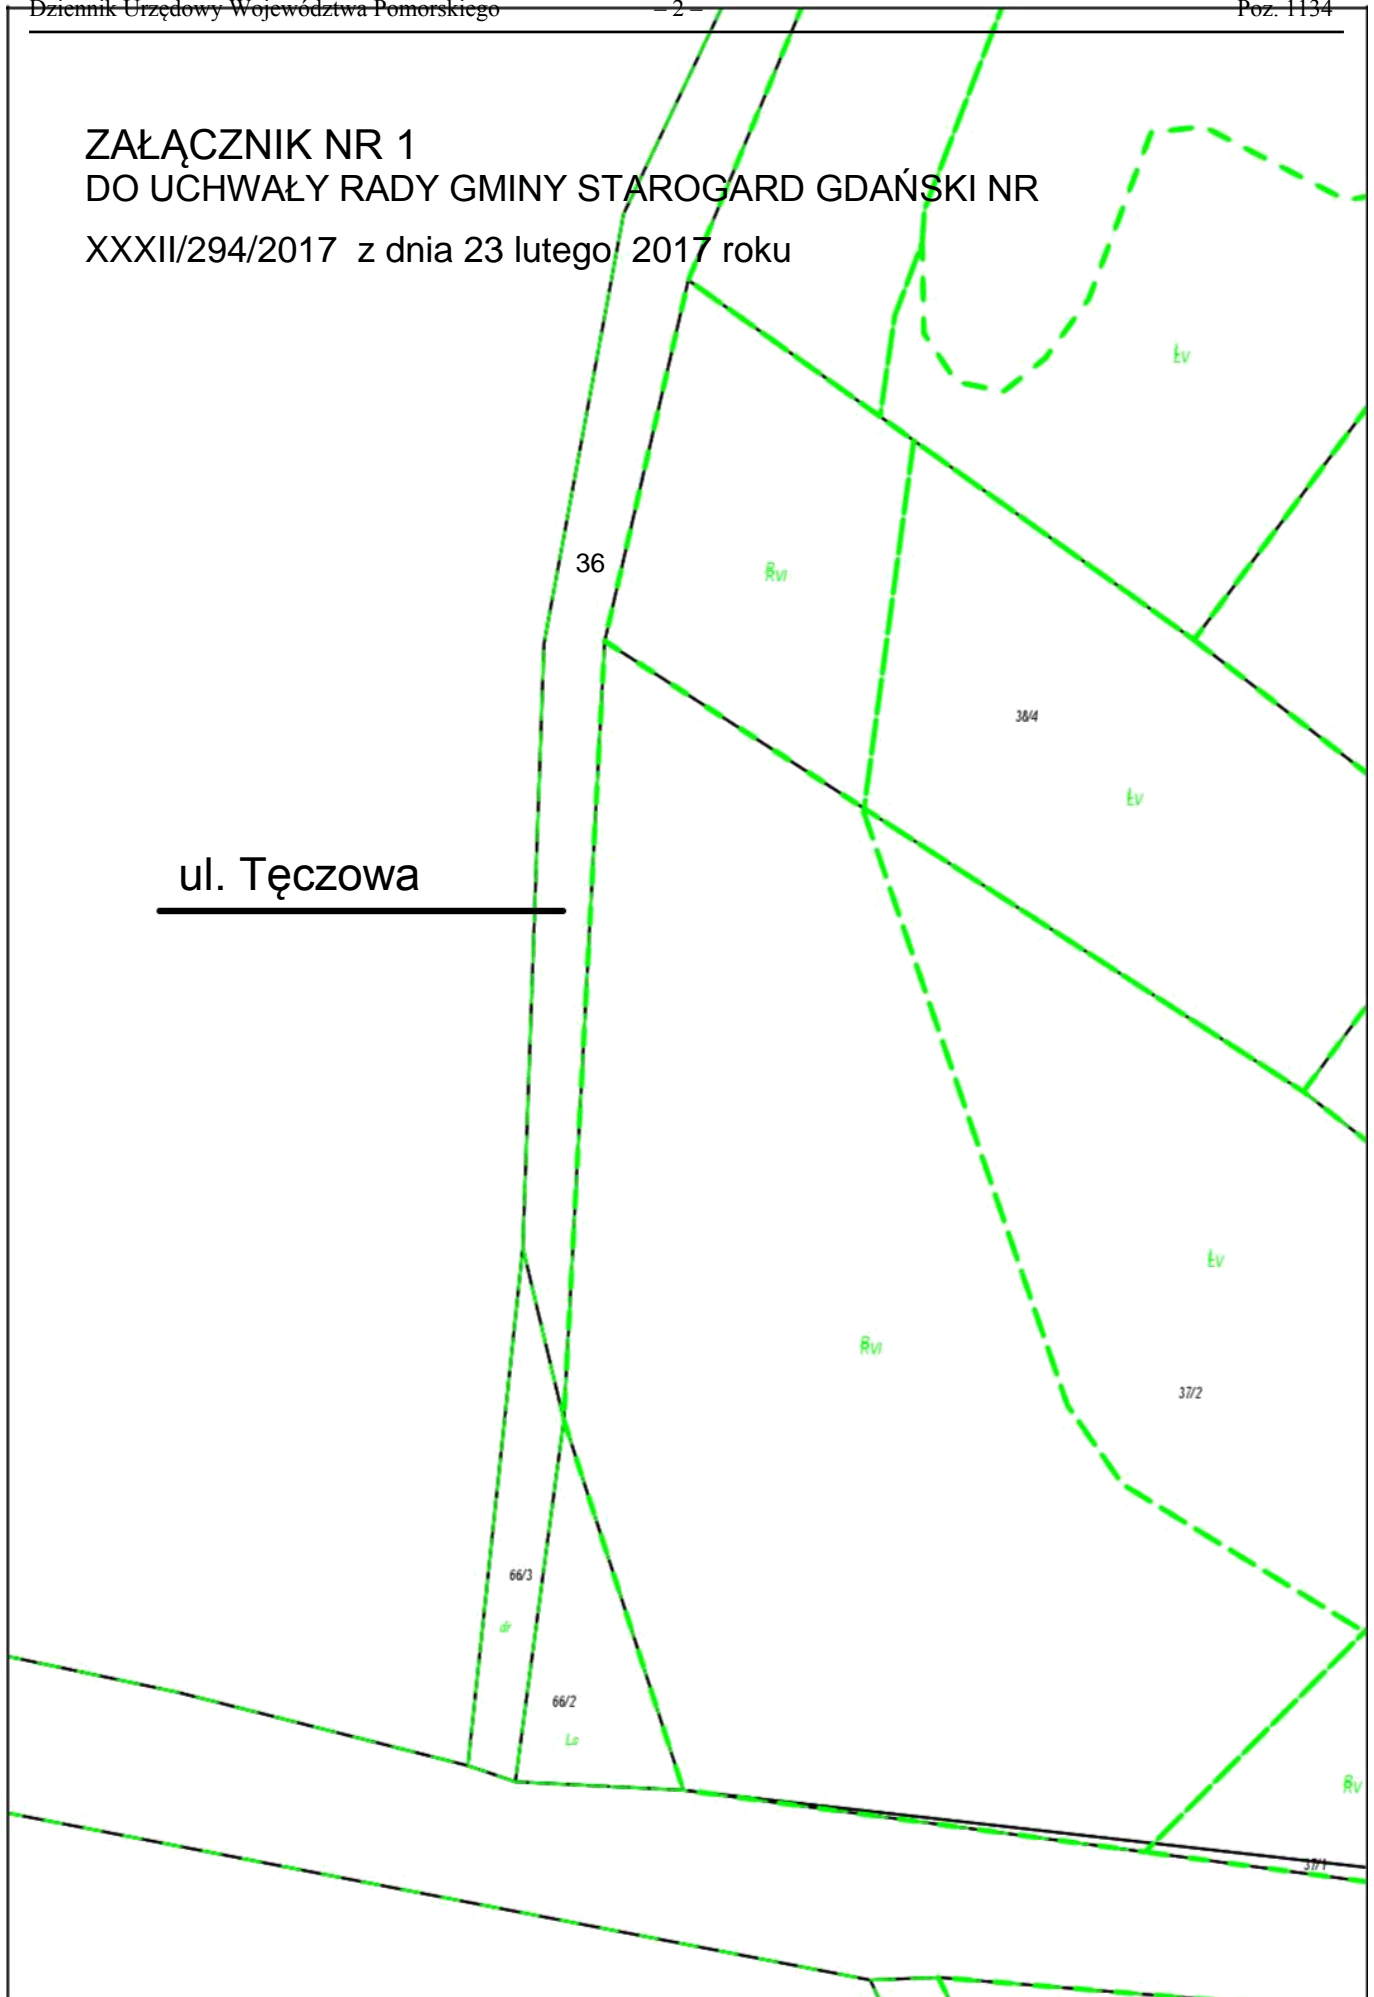 Dziennik Urzędowy Województwa Pomorskiego – 2 – Poz. 1134
ZAŁĄCZNIK NR 1
DO UCHWAŁY RADY GMINY STAROGARD GDAŃSKI NR
XXXII/294/2017 z dnia 23 lutego 2017 roku
ŁV
36
RVI
38/4
ŁV
ul. Tęczowa
ŁV
RVI
37/2
66/3
dr
66/2
Ls
RV
37/1